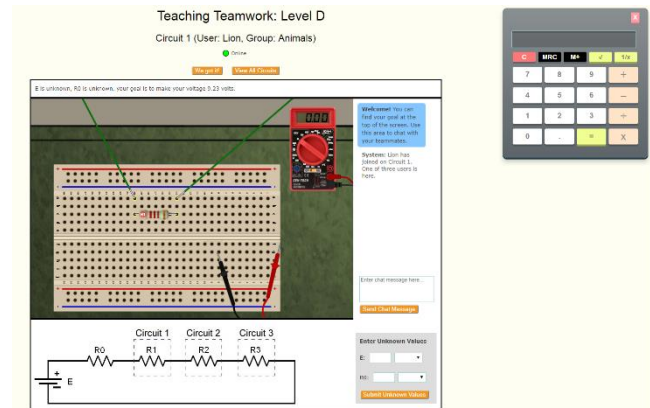 Teaching Teamwork: Level D
Circuit 1 (User: Lion, Group: Animals)
Online
We got it!
View All Circuits
E is unknown, R0 is unknown, your goal is to make your voltage 9.23 volts.
Welcome! You can
find your goal at the
top of the screen. Use
this area to chat with
your teammates.
System: Lion has
joined on Circuit 1.
One of three users is
here.
Enter chat message here...
Send Chat Message
Circuit 1
Circuit 2
Circuit 3
R0
R1
R2
R3
+
E
Enter Unknown Values
E:
R0:
Submit Unknown Values
X
C
MRC
M+
√
1/x
7
8
9
÷
4
5
6
−
1
2
3
+
0
.
=
X